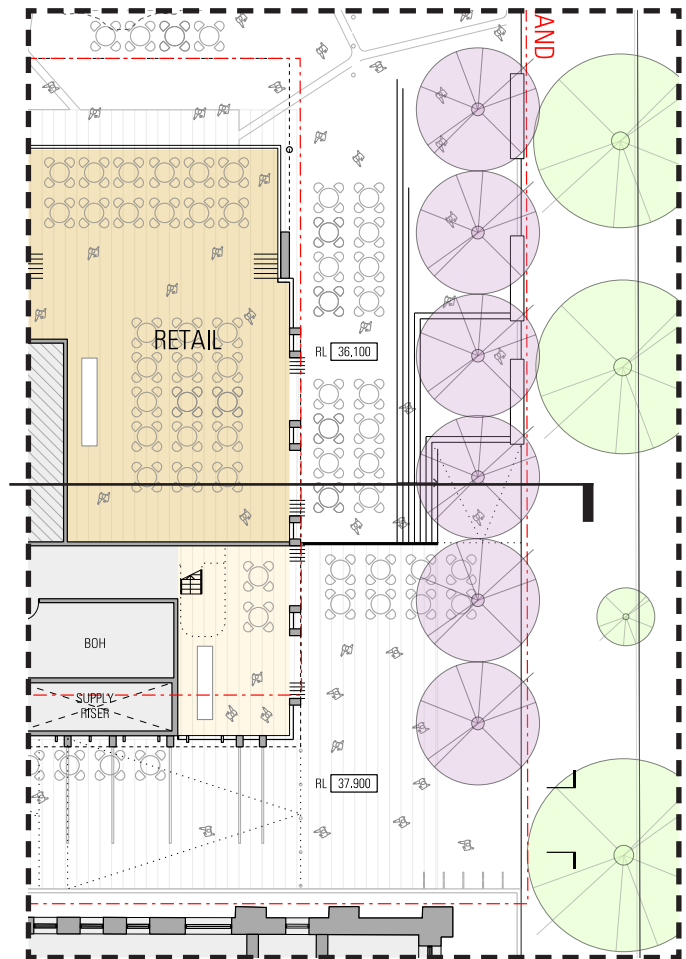 AND
RETAIL
RL 36.100
BOH
SUPPLY
RISER
RL 37.900